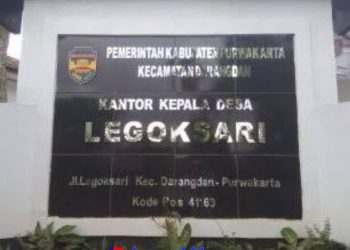 PEMERINTAH KABUPATEN PURWAKARTA
KECAMATAN DARANGDAN
KANTOR KEPALA DESA
LEGOKSARI
Jl.Legoksari Kec. Darangdan - Purwakarta
Kode Pos 41163